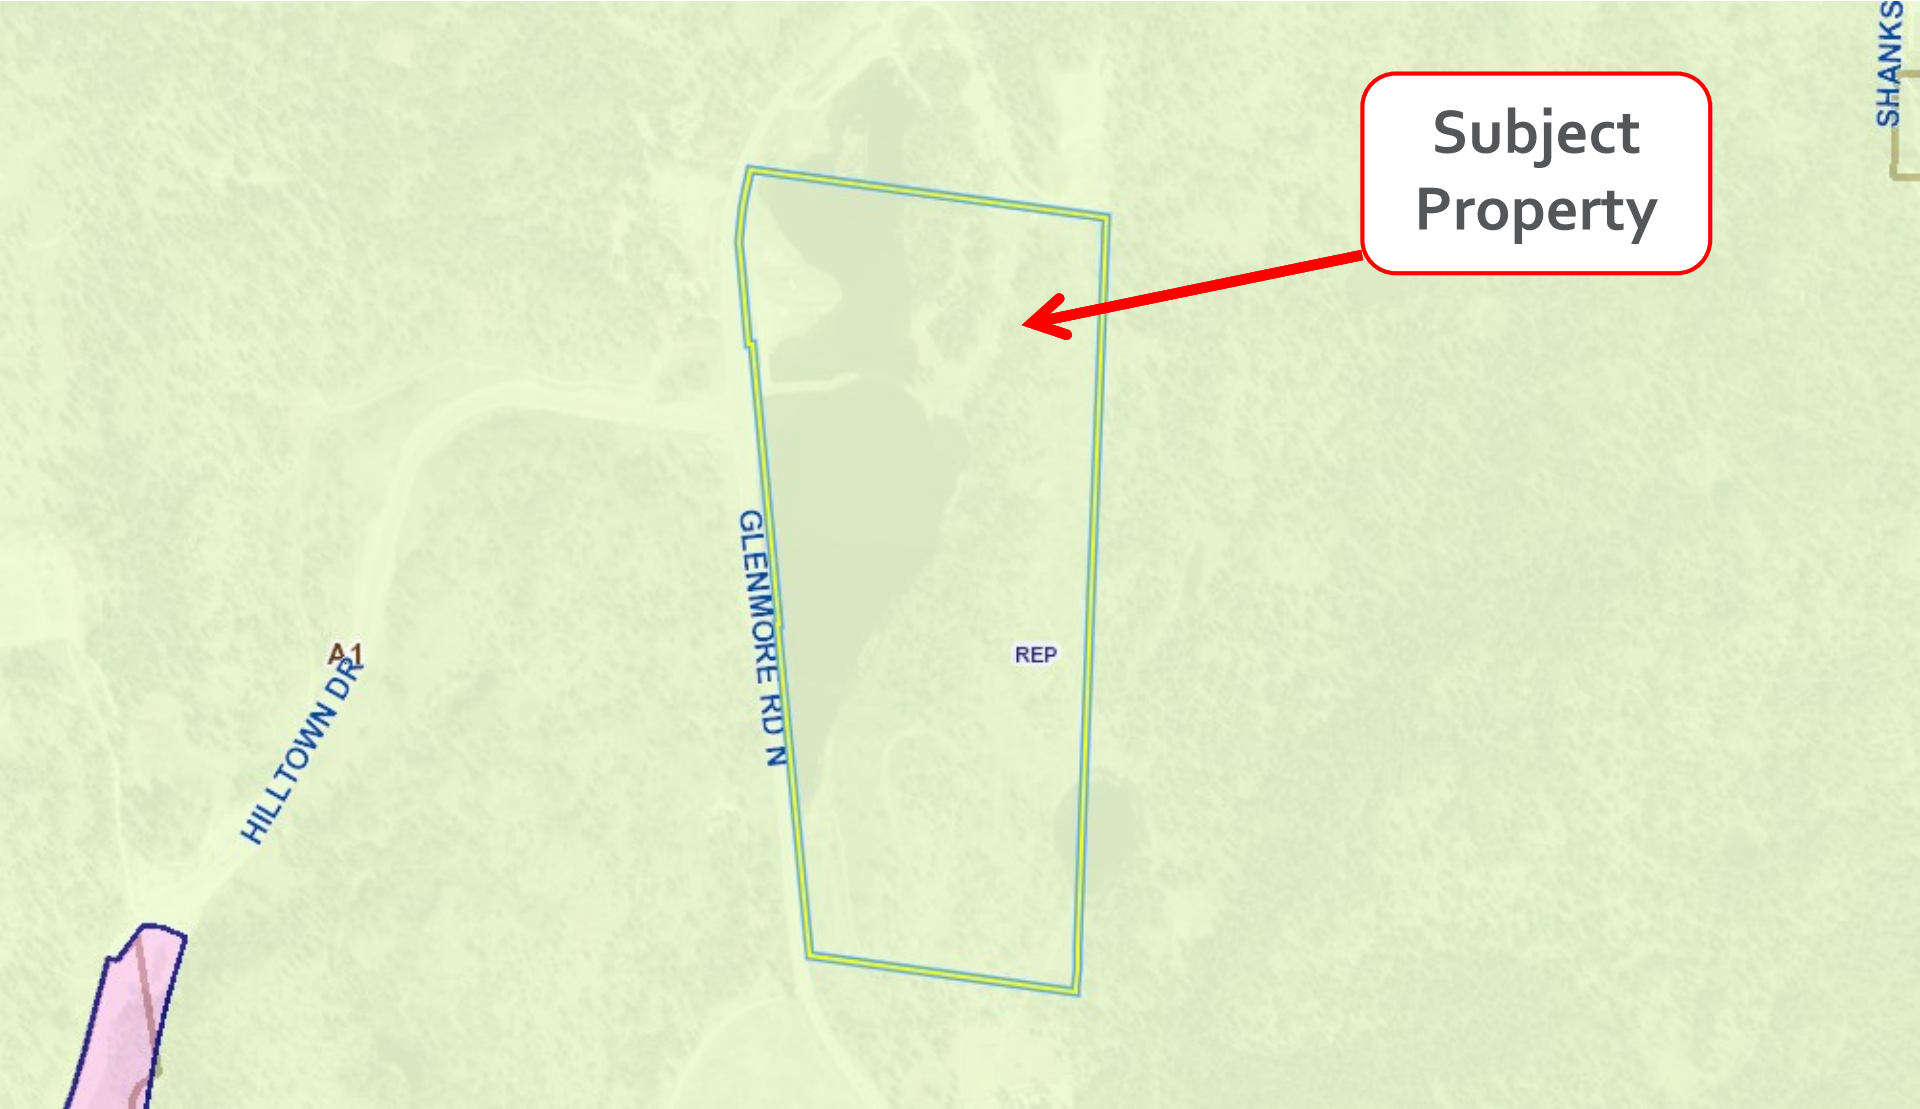 SHANKS
Subject
Property
GLENMORE RD N
A1
HILLTOWN DR
REP